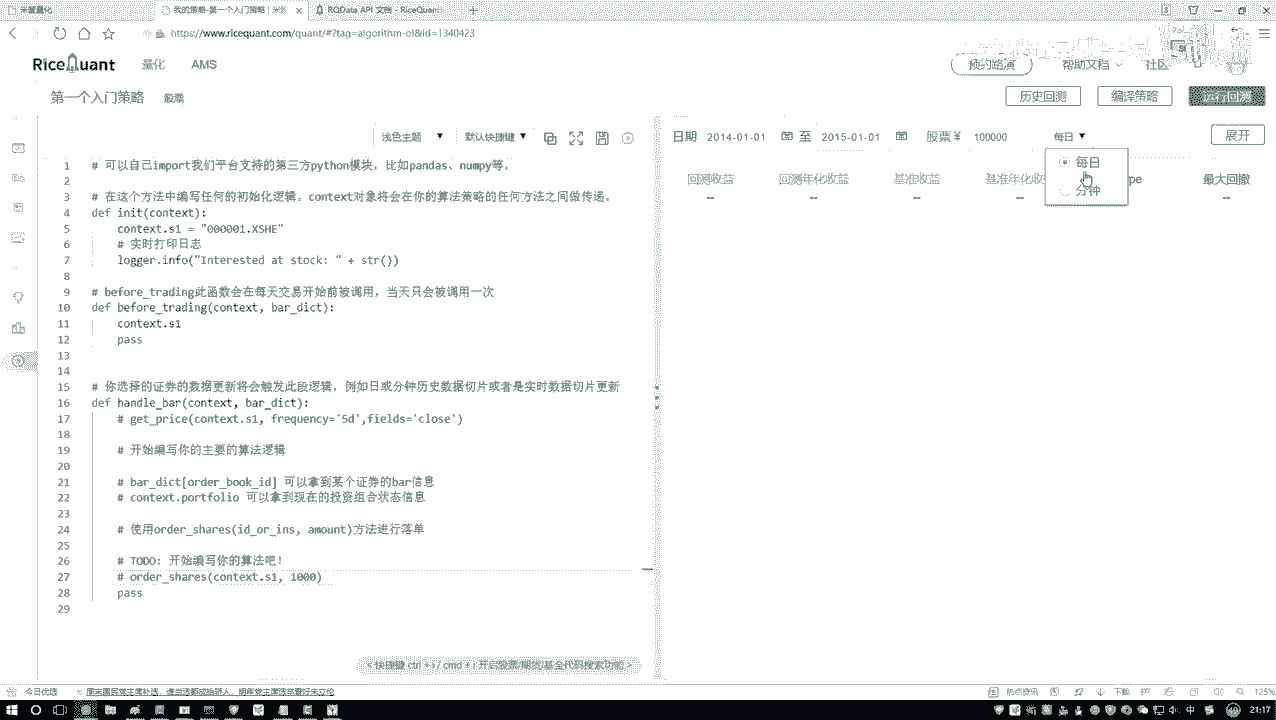 米筐量化
我的策略-第一个入门策略 | 米筐
RQData API 文档 - RiceQuant
https://www.ricequant.com/quant/#?tag=algorithm-ol&id=1340423
RiceQuant 量化 AMS 预约路演 帮助文档 社区
第一个入门策略 历史回测 编译策略 运行回测
浅色主题 默认快捷键
日期 2014-01-01 至 2015-01-01 股票¥ 100000 每日 展开
每日
分钟
回测收益 回测年化收益 基准收益 基准年化收益 最大回撤
-- -- -- -- --
1 # 可以自己import我们平台支持的第三方python模块，比如pandas、numpy等。
2
3 # 在这个方法中编写任何的初始化逻辑。context对象将会在你的算法策略的任何方法之间做传递。
4 def init(context):
5 context.s1 = "000001.XSHE"
6 # 实时打印日志
7 logger.info("Interested at stock: " + str())
8
9 # before_trading此函数会在每天交易开始前被调用，当天只会被调用一次
10 def before_trading(context, bar_dict):
11 context.s1
12 pass
13
14
15 # 你选择的证券的数据更新将会触发此段逻辑，例如日或分钟历史数据切片或者是实时数据切片更新
16 def handle_bar(context, bar_dict):
17 # get_price(context.s1, frequency='5d',fields='close')
18
19 # 开始编写你的主要的算法逻辑
20
21 # bar_dict[order_book_id] 可以拿到某个证券的bar信息
22 # context.portfolio 可以拿到现在的投资组合状态信息
23
24 # 使用order_shares(id_or_ins, amount)方法进行落单
25
26 # TODO: 开始编写你的算法吧!
27 # order_shares(context.s1, 1000)
28 pass
29
< 快捷键 ctrl + i / cmd + i 开启股票/期货/基金代码搜索功能 >
今日优选 热点资讯 下载 125%
中 21:17